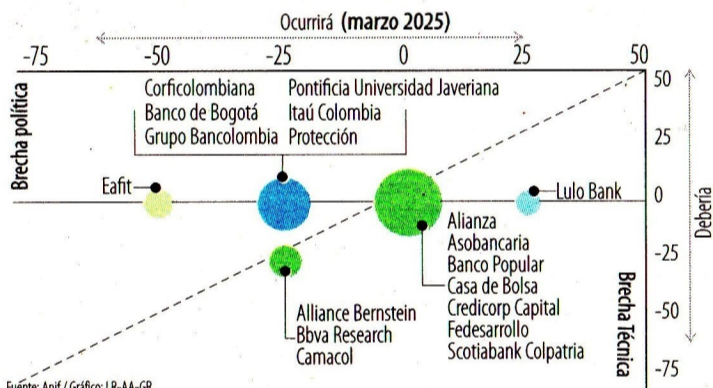 Ocurrirá (marzo 2025)
-75 -50 -25 0 25 50
Brecha política
Corficolombiana
Banco de Bogotá
Grupo Bancolombia
Pontificia Universidad Javeriana
Itaú Colombia
Protección
50
25
0
-25
-50
-75
Debería
Brecha Técnica
Eafit
Lulo Bank
Alianza
Asobancaria
Banco Popular
Casa de Bolsa
Credicorp Capital
Fedesarrollo
Scotiabank Colpatria
Alliance Bernstein
Bbva Research
Camacol
Fuente: Anif / Gráfico: LR-AA-GR